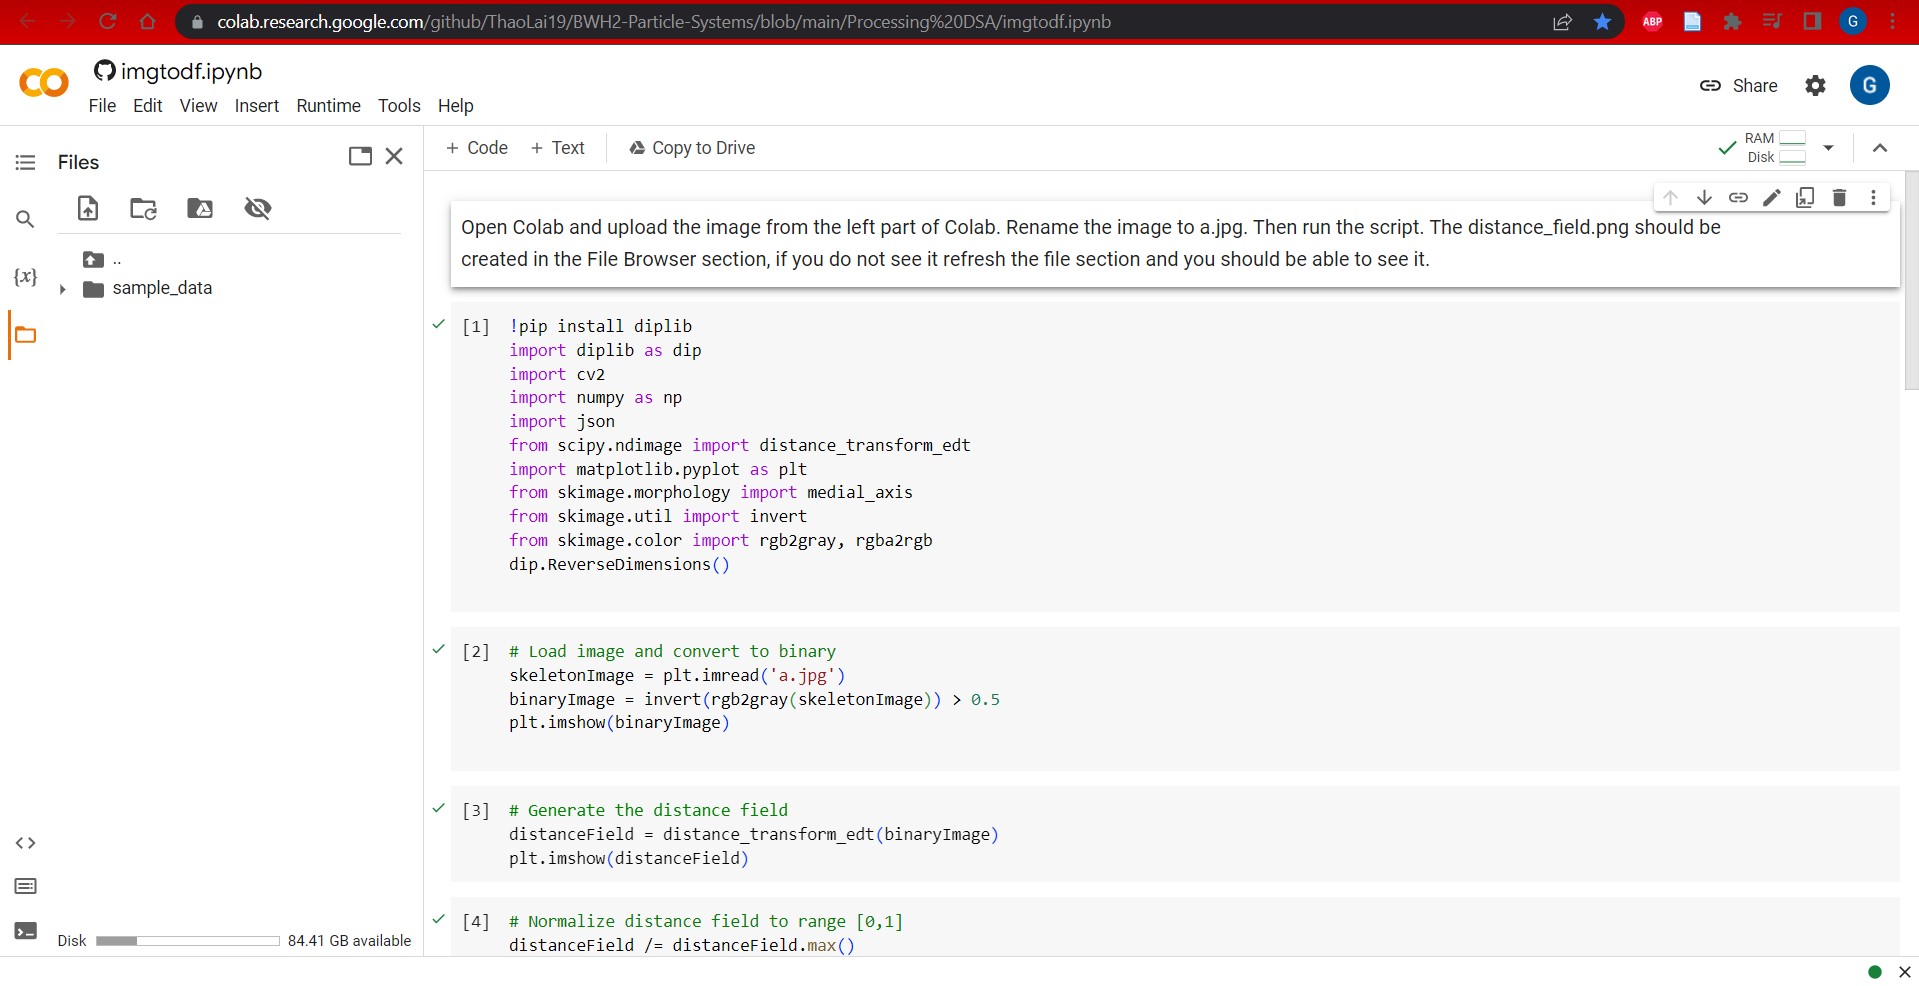 colab.research.google.com/github/ThaoLai19/BWH2-Particle-Systems/blob/main/Processing%20DSA/imgtodf.ipynb
ABP
G
imgtodf.ipynb
File Edit View Insert Runtime Tools Help
Share
G
Files
+ Code + Text Copy to Drive
RAM
Disk
..
sample_data
{x}
Open Colab and upload the image from the left part of Colab. Rename the image to a.jpg. Then run the script. The distance_field.png should be
created in the File Browser section, if you do not see it refresh the file section and you should be able to see it.
[1] !pip install diplib
import diplib as dip
import cv2
import numpy as np
import json
from scipy.ndimage import distance_transform_edt
import matplotlib.pyplot as plt
from skimage.morphology import medial_axis
from skimage.util import invert
from skimage.color import rgb2gray, rgba2rgb
dip.ReverseDimensions()
[2] # Load image and convert to binary
skeletonImage = plt.imread('a.jpg')
binaryImage = invert(rgb2gray(skeletonImage)) > 0.5
plt.imshow(binaryImage)
[3] # Generate the distance field
distanceField = distance_transform_edt(binaryImage)
plt.imshow(distanceField)
[4] # Normalize distance field to range [0,1]
distanceField /= distanceField.max()
Disk 84.41 GB available